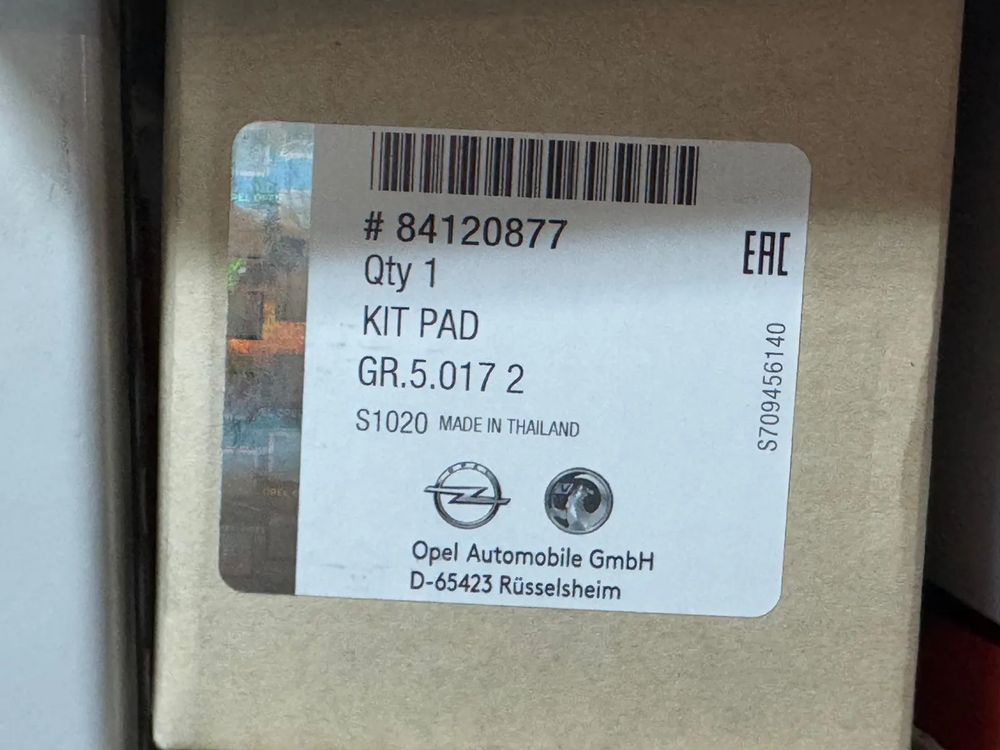 # 84120877
Qty 1
KIT PAD
GR.5.017 2
S1020 MADE IN THAILAND
OPEL
Opel Automobile GmbH
D-65423 Rüsselsheim
EAC
S709456140